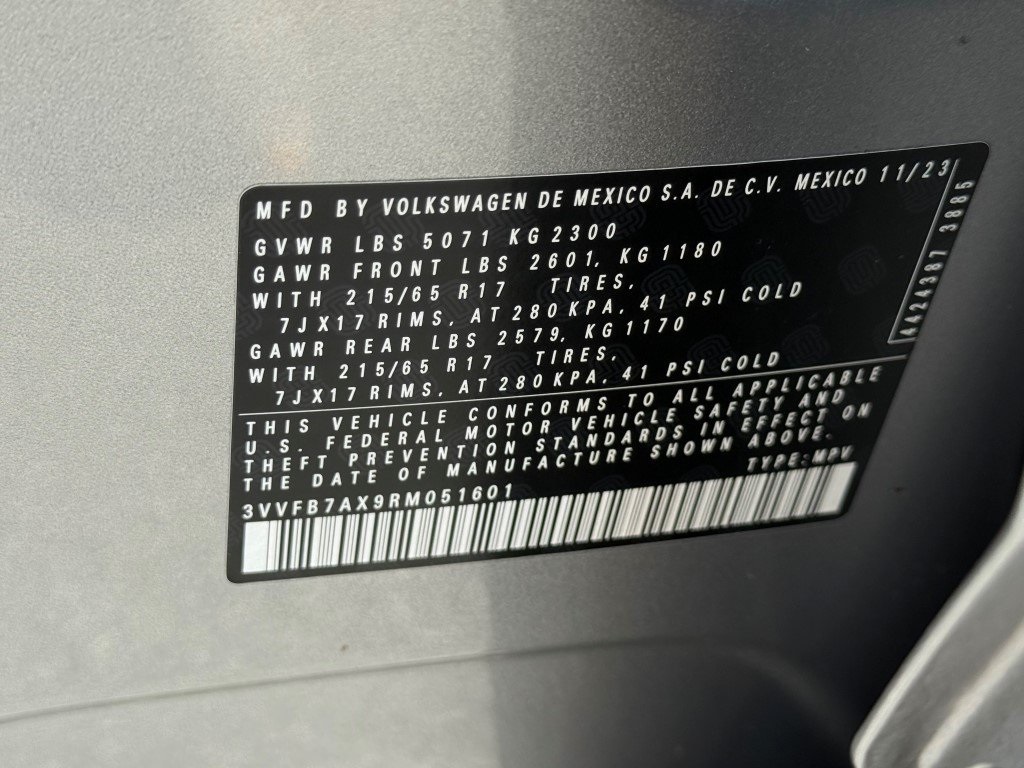 MFD BY VOLKSWAGEN DE MEXICO S.A. DE C.V. MEXICO 11/23
GVWR LBS 5071 KG 2300
GAWR FRONT LBS 2601, KG 1180
WITH 215/65 R17 TIRES,
7JX17 RIMS, AT 280 KPA, 41 PSI COLD
GAWR REAR LBS 2579, KG 1170
WITH 215/65 R17 TIRES,
7JX17 RIMS, AT 280 KPA, 41 PSI COLD
THIS VEHICLE CONFORMS TO ALL APPLICABLE
U.S. FEDERAL MOTOR VEHICLE SAFETY AND
THEFT PREVENTION STANDARDS IN EFFECT ON
THE DATE OF MANUFACTURE SHOWN ABOVE.
TYPE:MPV
3VVFB7AX9RM051601
A424387 3885